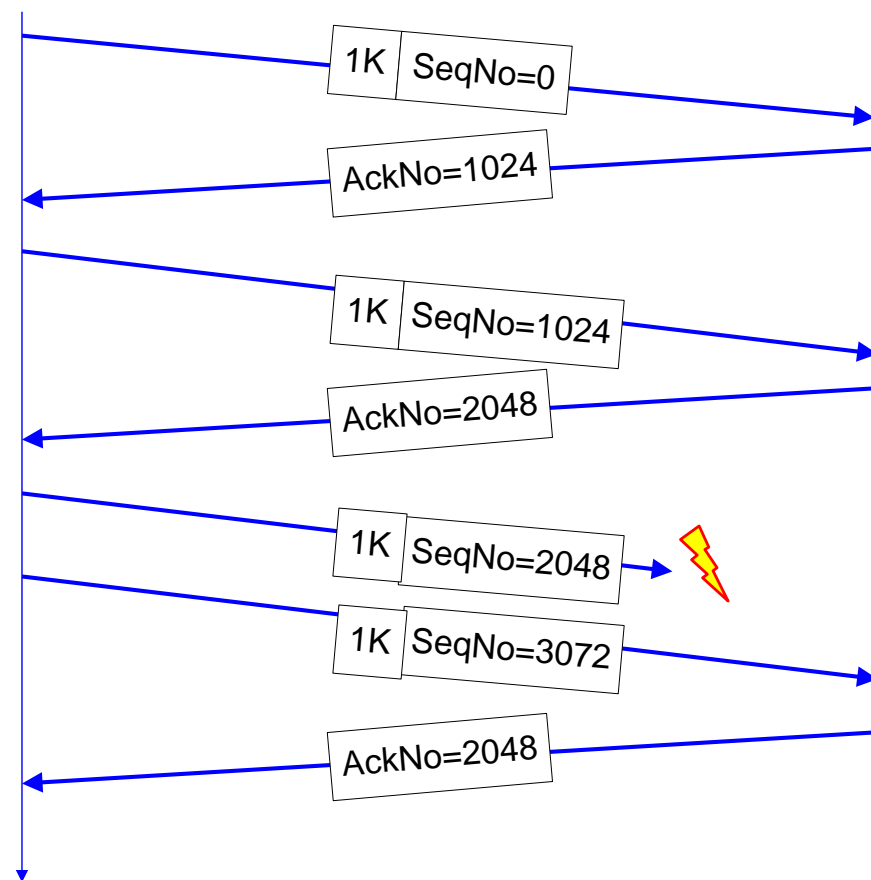 1K SeqNo=0
AckNo=1024
1K SeqNo=1024
AckNo=2048
1K SeqNo=2048
1K SeqNo=3072
AckNo=2048